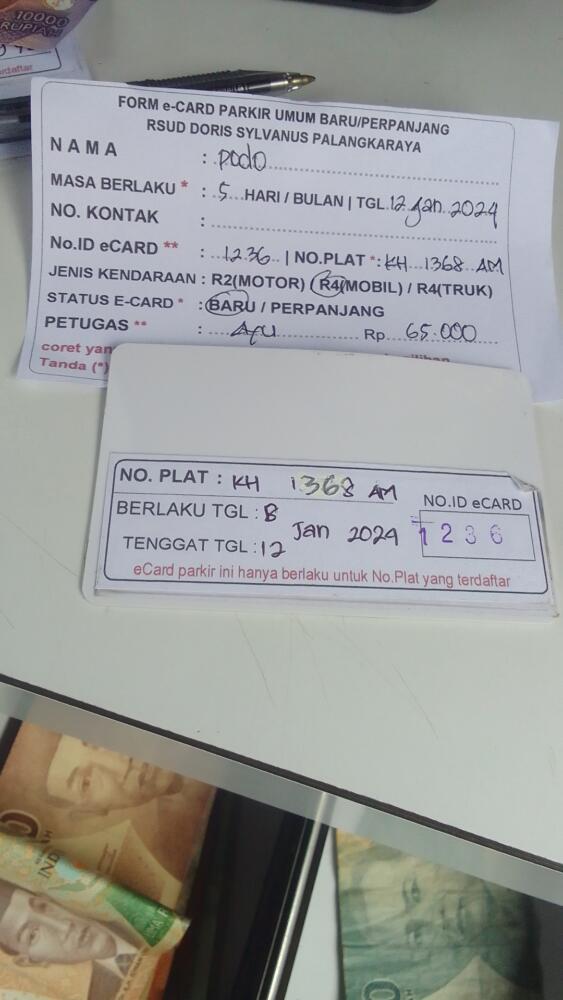 10000
RUPIAH
terdaftar
FORM e-CARD PARKIR UMUM BARU/PERPANJANG
RSUD DORIS SYLVANUS PALANGKARAYA
NAMA : podo
MASA BERLAKU * : 5 HARI / BULAN | TGL 12 Jan 2024
NO. KONTAK :
No.ID eCARD ** : 1236 | NO.PLAT *: KH 1368 AM
JENIS KENDARAAN : R2(MOTOR) / R4(MOBIL) / R4(TRUK)
STATUS E-CARD * : BARU / PERPANJANG
PETUGAS ** : Ayu Rp 65.000
coret yan
Tanda (*)
NO. PLAT : KH 1368 AM
BERLAKU TGL : 8 Jan 2024
NO.ID eCARD
1236
TENGGAT TGL : 12
eCard parkir ini hanya berlaku untuk No.Plat yang terdaftar